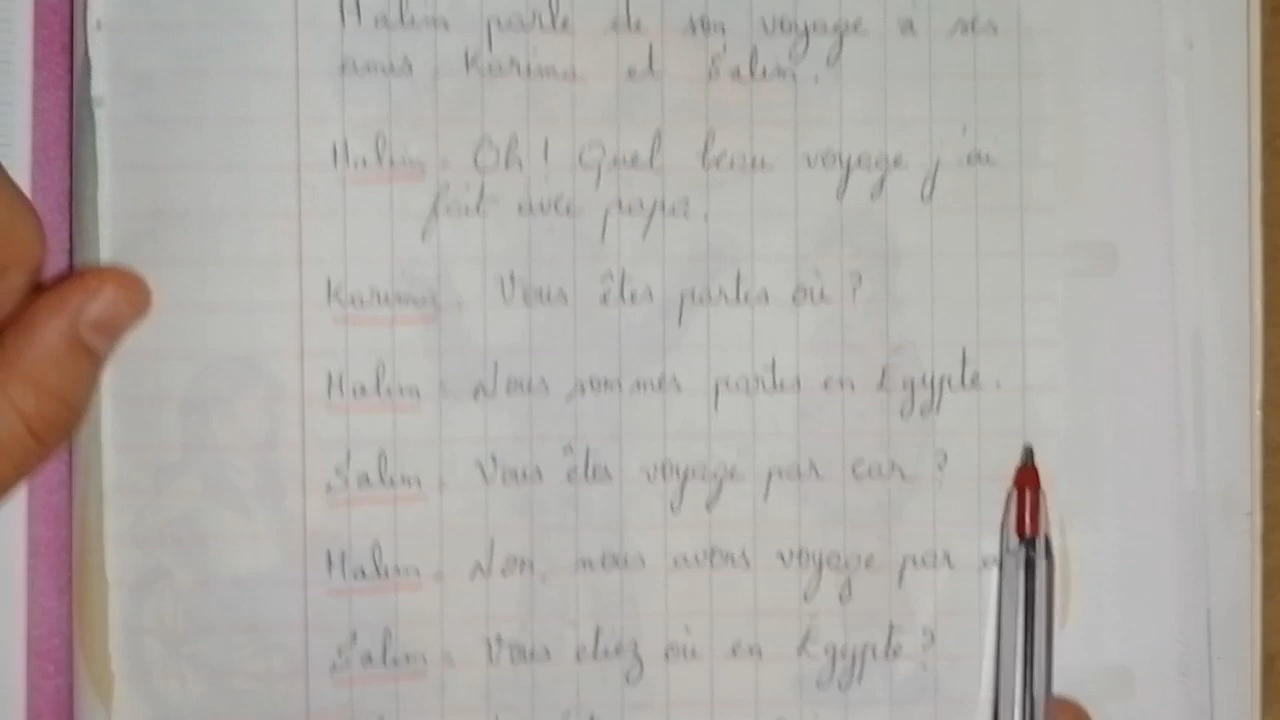 Halim parle de son voyage à ses
amis, Karima et Salim.
Halim : Oh ! Quel beau voyage j'ai
fait avec papa.
Karima : Vous êtes partis où ?
Halim : Nous sommes partis en Egypte.
Salim : Vous êtes voyage par car ?
Halim : Non, nous avons voyage par
Salim : Vous étiez où en Egypte ?